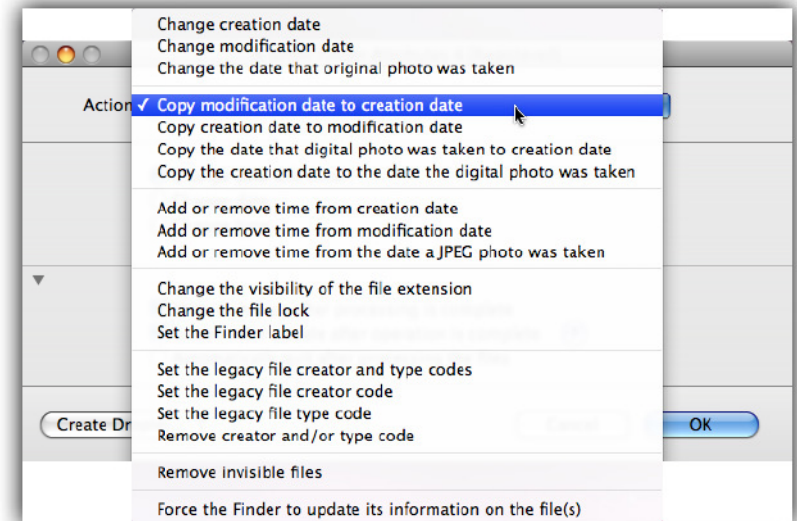 Change creation date
Change modification date
Change the date that original photo was taken
Action
✓ Copy modification date to creation date
Copy creation date to modification date
Copy the date that digital photo was taken to creation date
Copy the creation date to the date the digital photo was taken
Add or remove time from creation date
Add or remove time from modification date
Add or remove time from the date a JPEG photo was taken
Change the visibility of the file extension
Change the file lock
Set the Finder label
Set the legacy file creator and type codes
Set the legacy file creator code
Set the legacy file type code
Create Dr
Cancel
OK
Remove creator and/or type code
Remove invisible files
Force the Finder to update its information on the file(s)